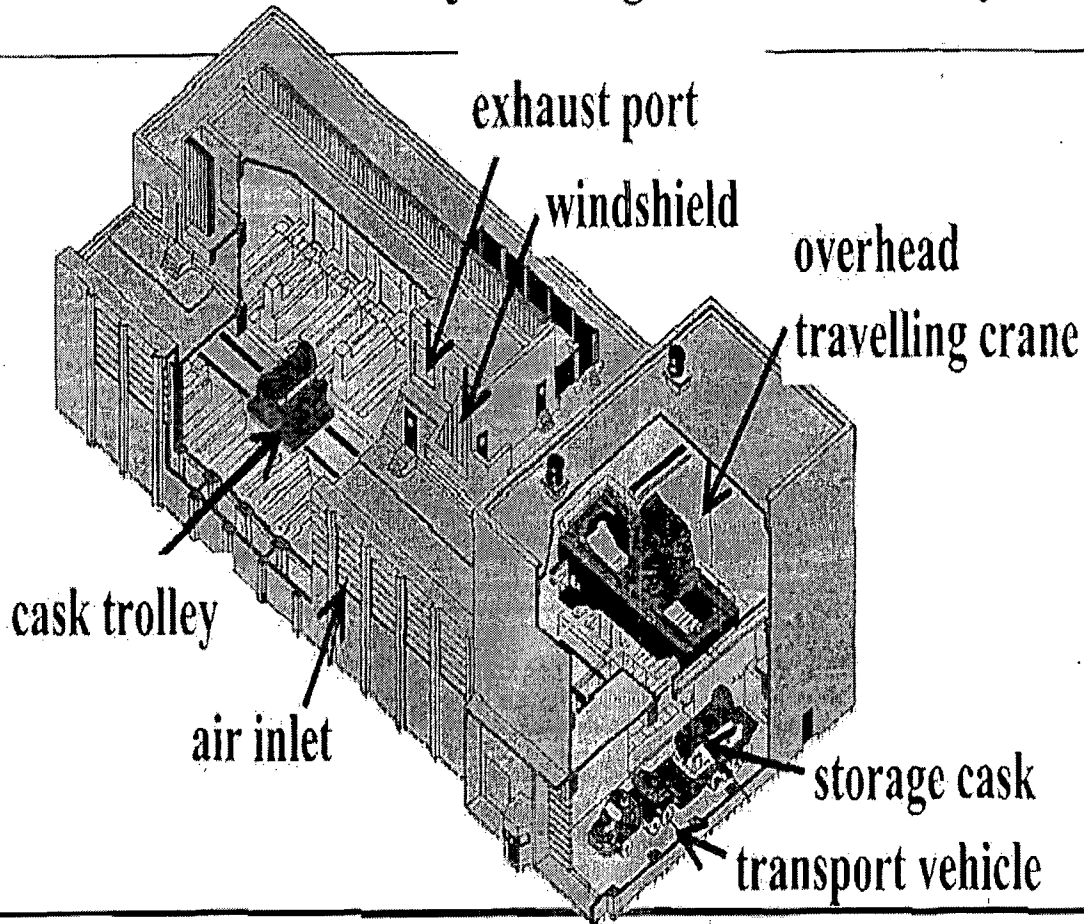 exhaust port
windshield
overhead
travelling crane
cask trolley
air inlet
storage cask
transport vehicle